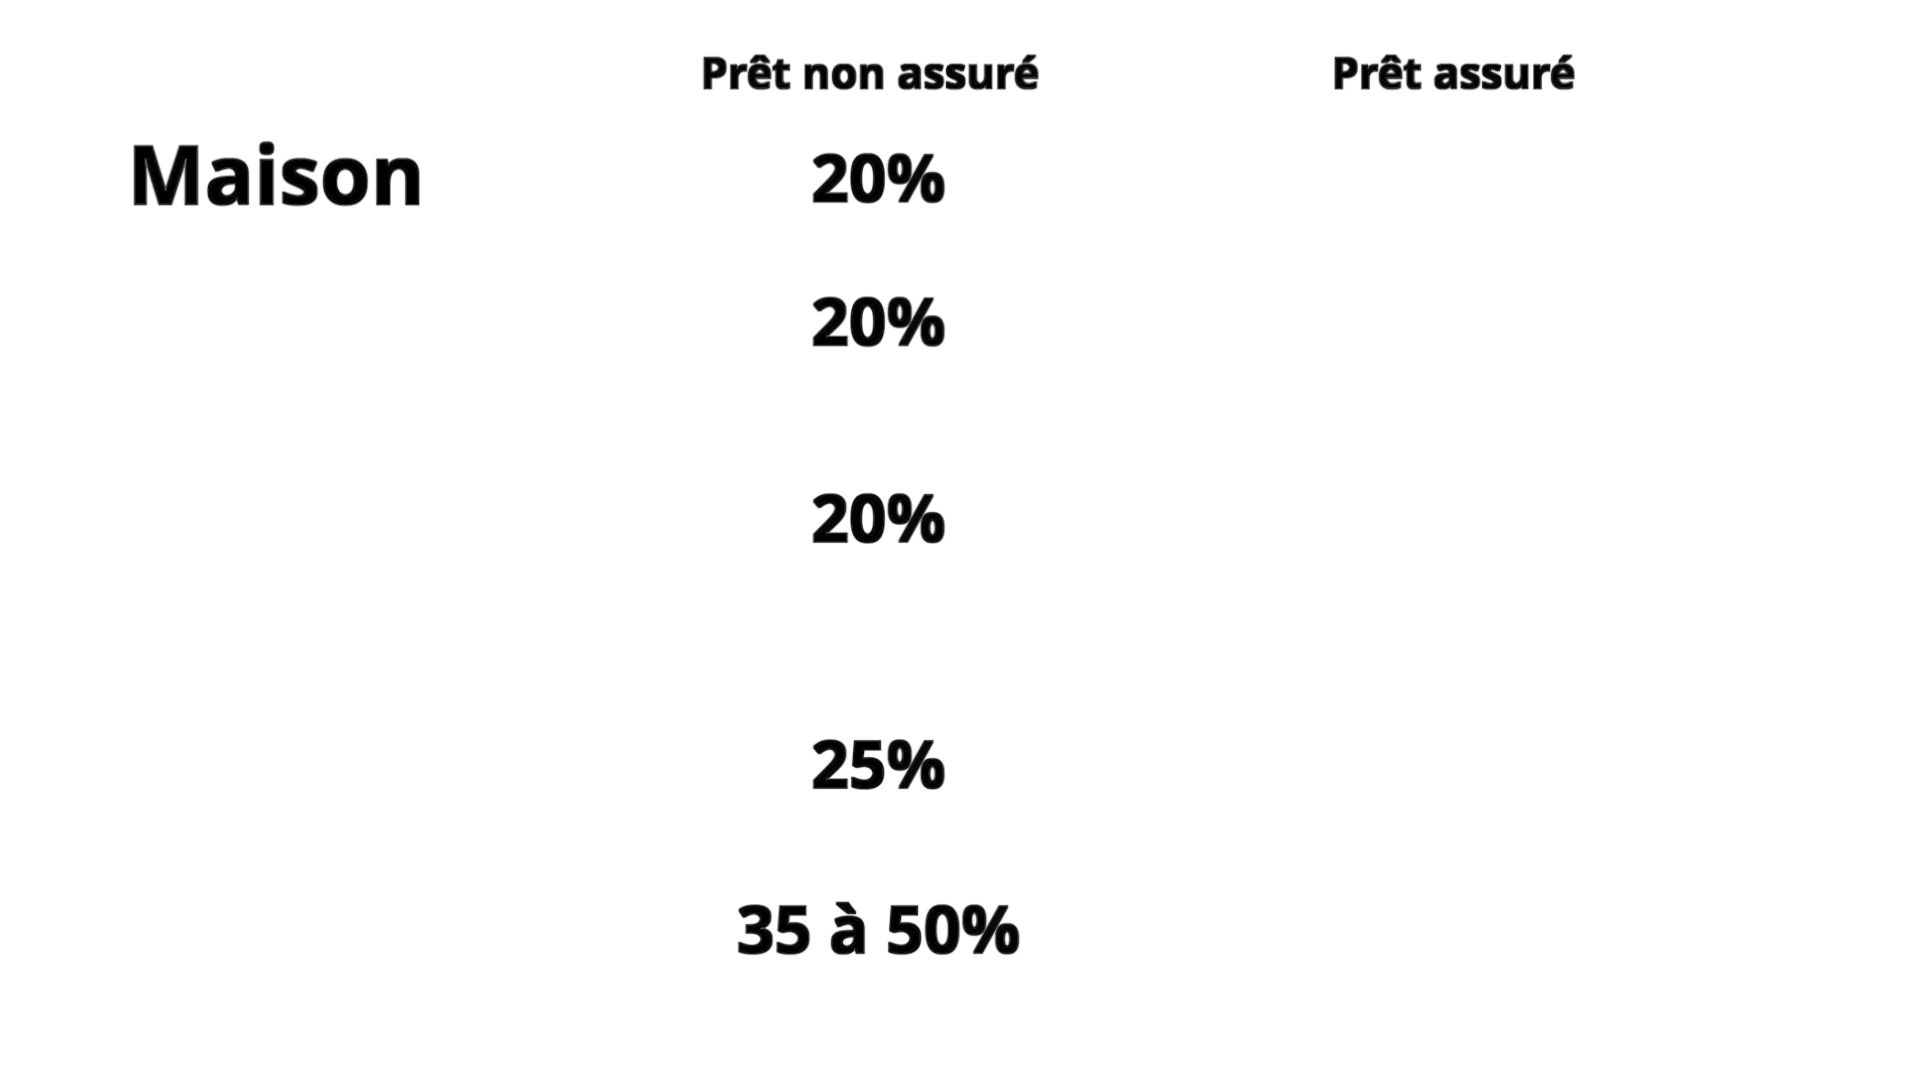 Prêt non assuré Prêt assuré
Maison 20%
20%
20%
25%
35 à 50%